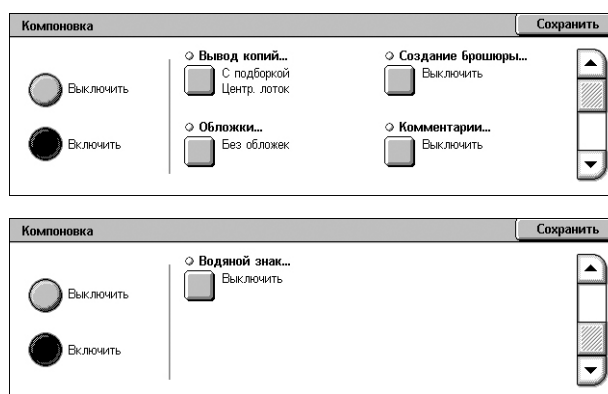 Компоновка
Сохранить
Выключить
Включить
Вывод копий...
С подборкой
Центр. лоток
Создание брошюры...
Выключить
Обложки...
Без обложек
Комментарии...
Выключить
Компоновка
Сохранить
Выключить
Включить
Водяной знак...
Выключить